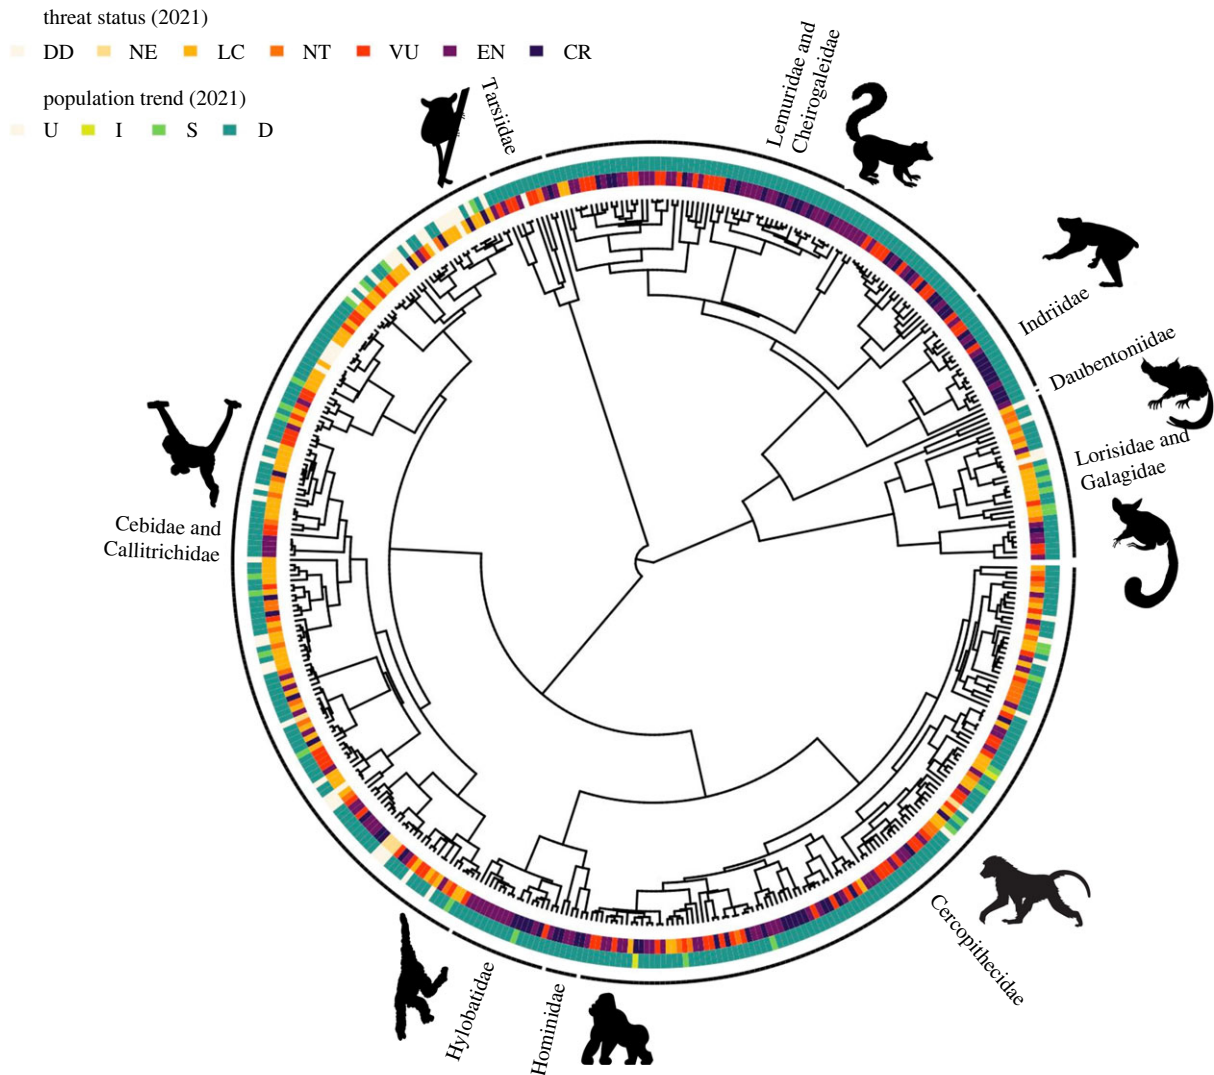 threat status (2021)
DD NE LC NT VU EN CR
population trend (2021)
U I S D
Tarsiidae
Lemuridae and
Cheirogaleidae
Indriidae
Daubentoniidae
Lorisidae and
Galagidae
Cebidae and
Callitrichidae
Cercopithecidae
Hylobatidae
Hominidae